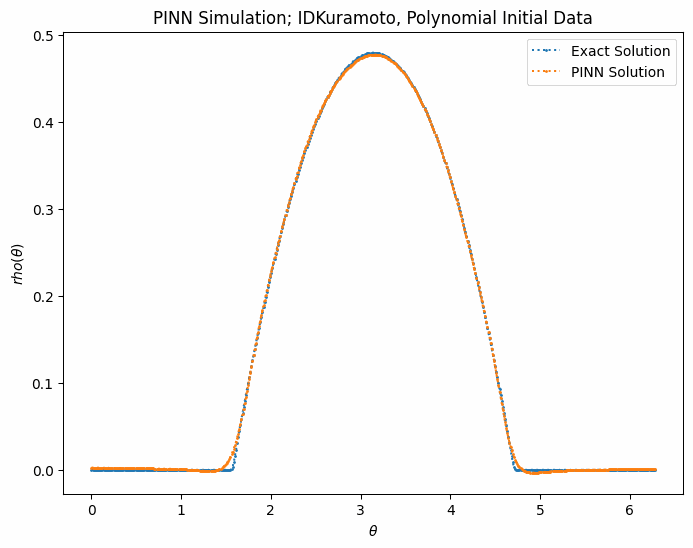 PINN Simulation; IDKuramoto, Polynomial Initial Data
Exact Solution
PINN Solution
rho(θ)
0.5
0.4
0.3
0.2
0.1
0.0
0 1 2 3 4 5 6
θ